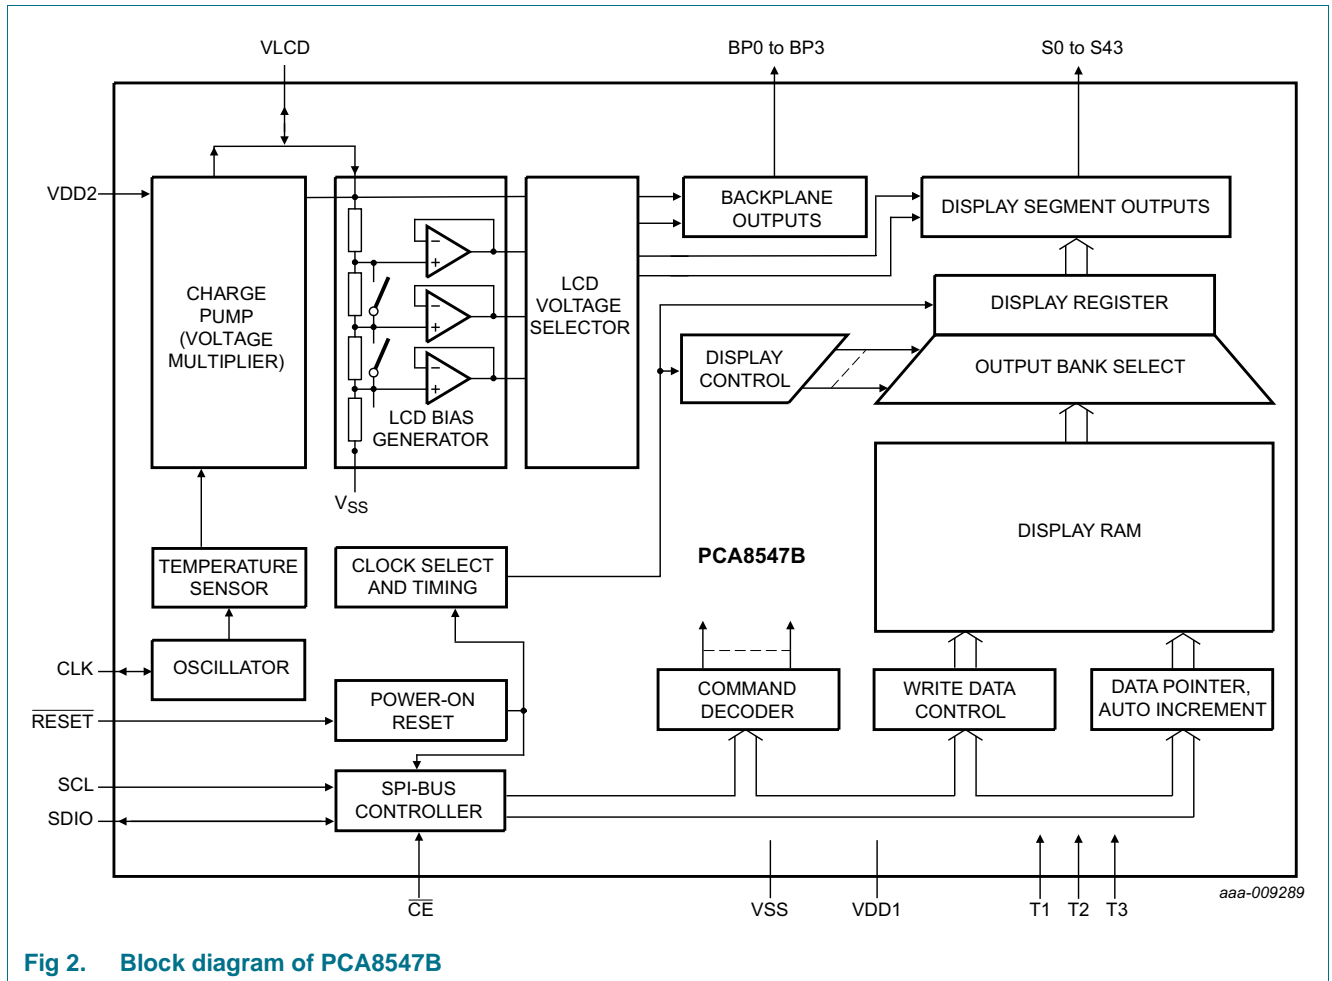 VLCD
BP0 to BP3
S0 to S43
VDD2
CHARGE
PUMP
(VOLTAGE
MULTIPLIER)
−
+
−
+
−
+
LCD BIAS
GENERATOR
VSS
LCD
VOLTAGE
SELECTOR
BACKPLANE
OUTPUTS
DISPLAY SEGMENT OUTPUTS
DISPLAY REGISTER
DISPLAY
CONTROL
OUTPUT BANK SELECT
DISPLAY RAM
PCA8547B
TEMPERATURE
SENSOR
CLOCK SELECT
AND TIMING
CLK
OSCILLATOR
RESET
POWER-ON
RESET
COMMAND
DECODER
WRITE DATA
CONTROL
DATA POINTER,
AUTO INCREMENT
SCL
SDIO
SPI-BUS
CONTROLLER
CE
VSS
VDD1
T1
T2
T3
aaa-009289
Fig 2. Block diagram of PCA8547B